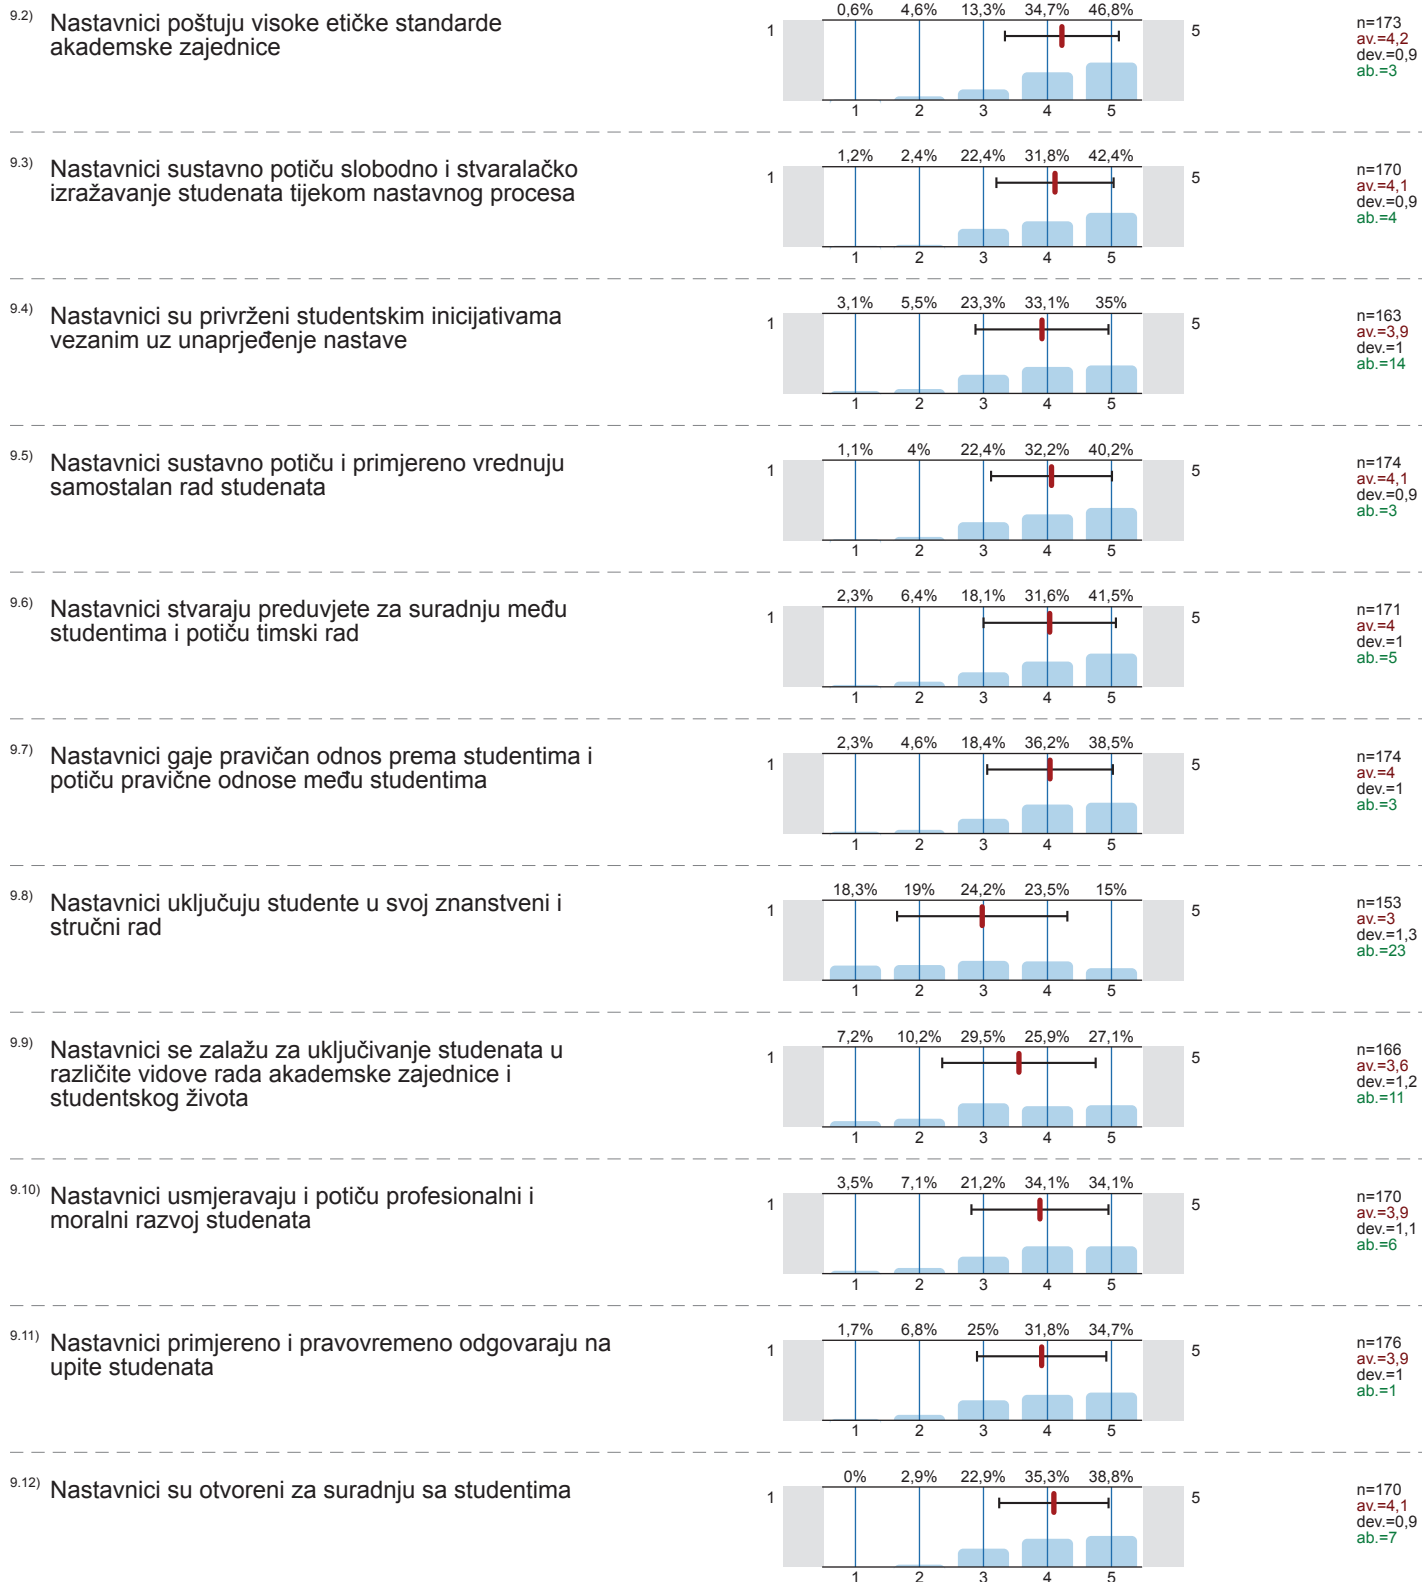 9.2) Nastavnici poštuju visoke etičke standarde
akademske zajednice
0,6% 4,6% 13,3% 34,7% 46,8%
1 5
1 2 3 4 5
n=173
av.=4,2
dev.=0,9
ab.=3
9.3) Nastavnici sustavno potiču slobodno i stvaralačko
izražavanje studenata tijekom nastavnog procesa
1,2% 2,4% 22,4% 31,8% 42,4%
1 5
1 2 3 4 5
n=170
av.=4,1
dev.=0,9
ab.=4
9.4) Nastavnici su privrženi studentskim inicijativama
vezanim uz unaprjeđenje nastave
3,1% 5,5% 23,3% 33,1% 35%
1 5
1 2 3 4 5
n=163
av.=3,9
dev.=1
ab.=14
9.5) Nastavnici sustavno potiču i primjereno vrednuju
samostalan rad studenata
1,1% 4% 22,4% 32,2% 40,2%
1 5
1 2 3 4 5
n=174
av.=4,1
dev.=0,9
ab.=3
9.6) Nastavnici stvaraju preduvjete za suradnju među
studentima i potiču timski rad
2,3% 6,4% 18,1% 31,6% 41,5%
1 5
1 2 3 4 5
n=171
av.=4
dev.=1
ab.=5
9.7) Nastavnici gaje pravičan odnos prema studentima i
potiču pravične odnose među studentima
2,3% 4,6% 18,4% 36,2% 38,5%
1 5
1 2 3 4 5
n=174
av.=4
dev.=1
ab.=3
9.8) Nastavnici uključuju studente u svoj znanstveni i
stručni rad
18,3% 19% 24,2% 23,5% 15%
1 5
1 2 3 4 5
n=153
av.=3
dev.=1,3
ab.=23
9.9) Nastavnici se zalažu za uključivanje studenata u
različite vidove rada akademske zajednice i
studentskog života
7,2% 10,2% 29,5% 25,9% 27,1%
1 5
1 2 3 4 5
n=166
av.=3,6
dev.=1,2
ab.=11
9.10) Nastavnici usmjeravaju i potiču profesionalni i
moralni razvoj studenata
3,5% 7,1% 21,2% 34,1% 34,1%
1 5
1 2 3 4 5
n=170
av.=3,9
dev.=1,1
ab.=6
9.11) Nastavnici primjereno i pravovremeno odgovaraju na
upite studenata
1,7% 6,8% 25% 31,8% 34,7%
1 5
1 2 3 4 5
n=176
av.=3,9
dev.=1
ab.=1
9.12) Nastavnici su otvoreni za suradnju sa studentima
0% 2,9% 22,9% 35,3% 38,8%
1 5
1 2 3 4 5
n=170
av.=4,1
dev.=0,9
ab.=7